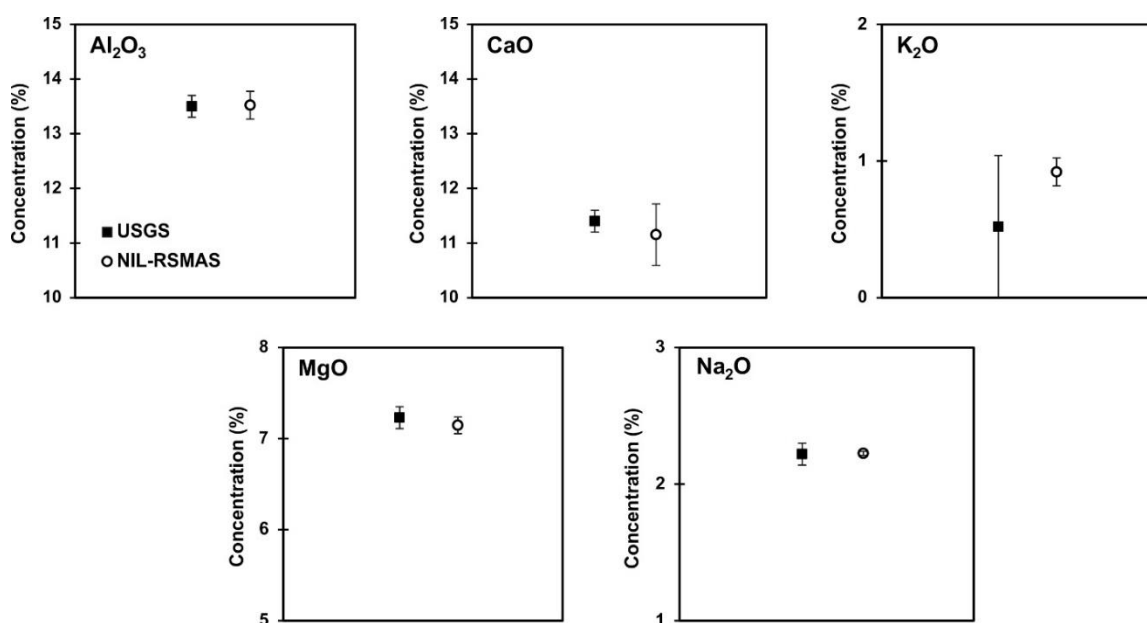 Al₂O₃
Concentration (%)
15
14
13
12
11
10
USGS
NIL-RSMAS
CaO
Concentration (%)
15
14
13
12
11
10
K₂O
Concentration (%)
2
1
0
MgO
Concentration (%)
8
7
6
5
Na₂O
Concentration (%)
3
2
1